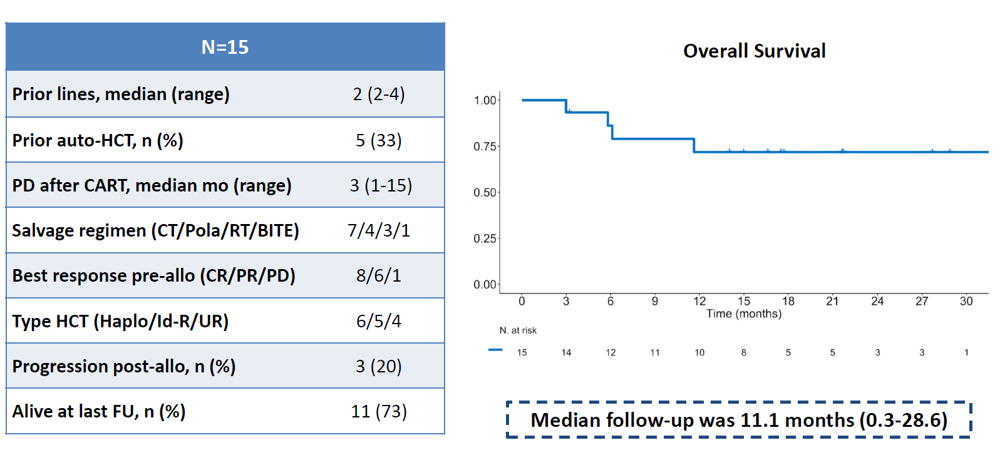 N=15
Prior lines, median (range) 2 (2-4)
Prior auto-HCT, n (%) 5 (33)
PD after CART, median mo (range) 3 (1-15)
Salvage regimen (CT/Pola/RT/BITE) 7/4/3/1
Best response pre-allo (CR/PR/PD) 8/6/1
Type HCT (Haplo/Id-R/UR) 6/5/4
Progression post-allo, n (%) 3 (20)
Alive at last FU, n (%) 11 (73)
Overall Survival
1.00
0.75
0.50
0.25
0.00
0 3 6 9 12 15 18 21 24 27 30
Time (months)
N. at risk
15 14 12 11 10 8 5 5 3 3 1
Median follow-up was 11.1 months (0.3-28.6)